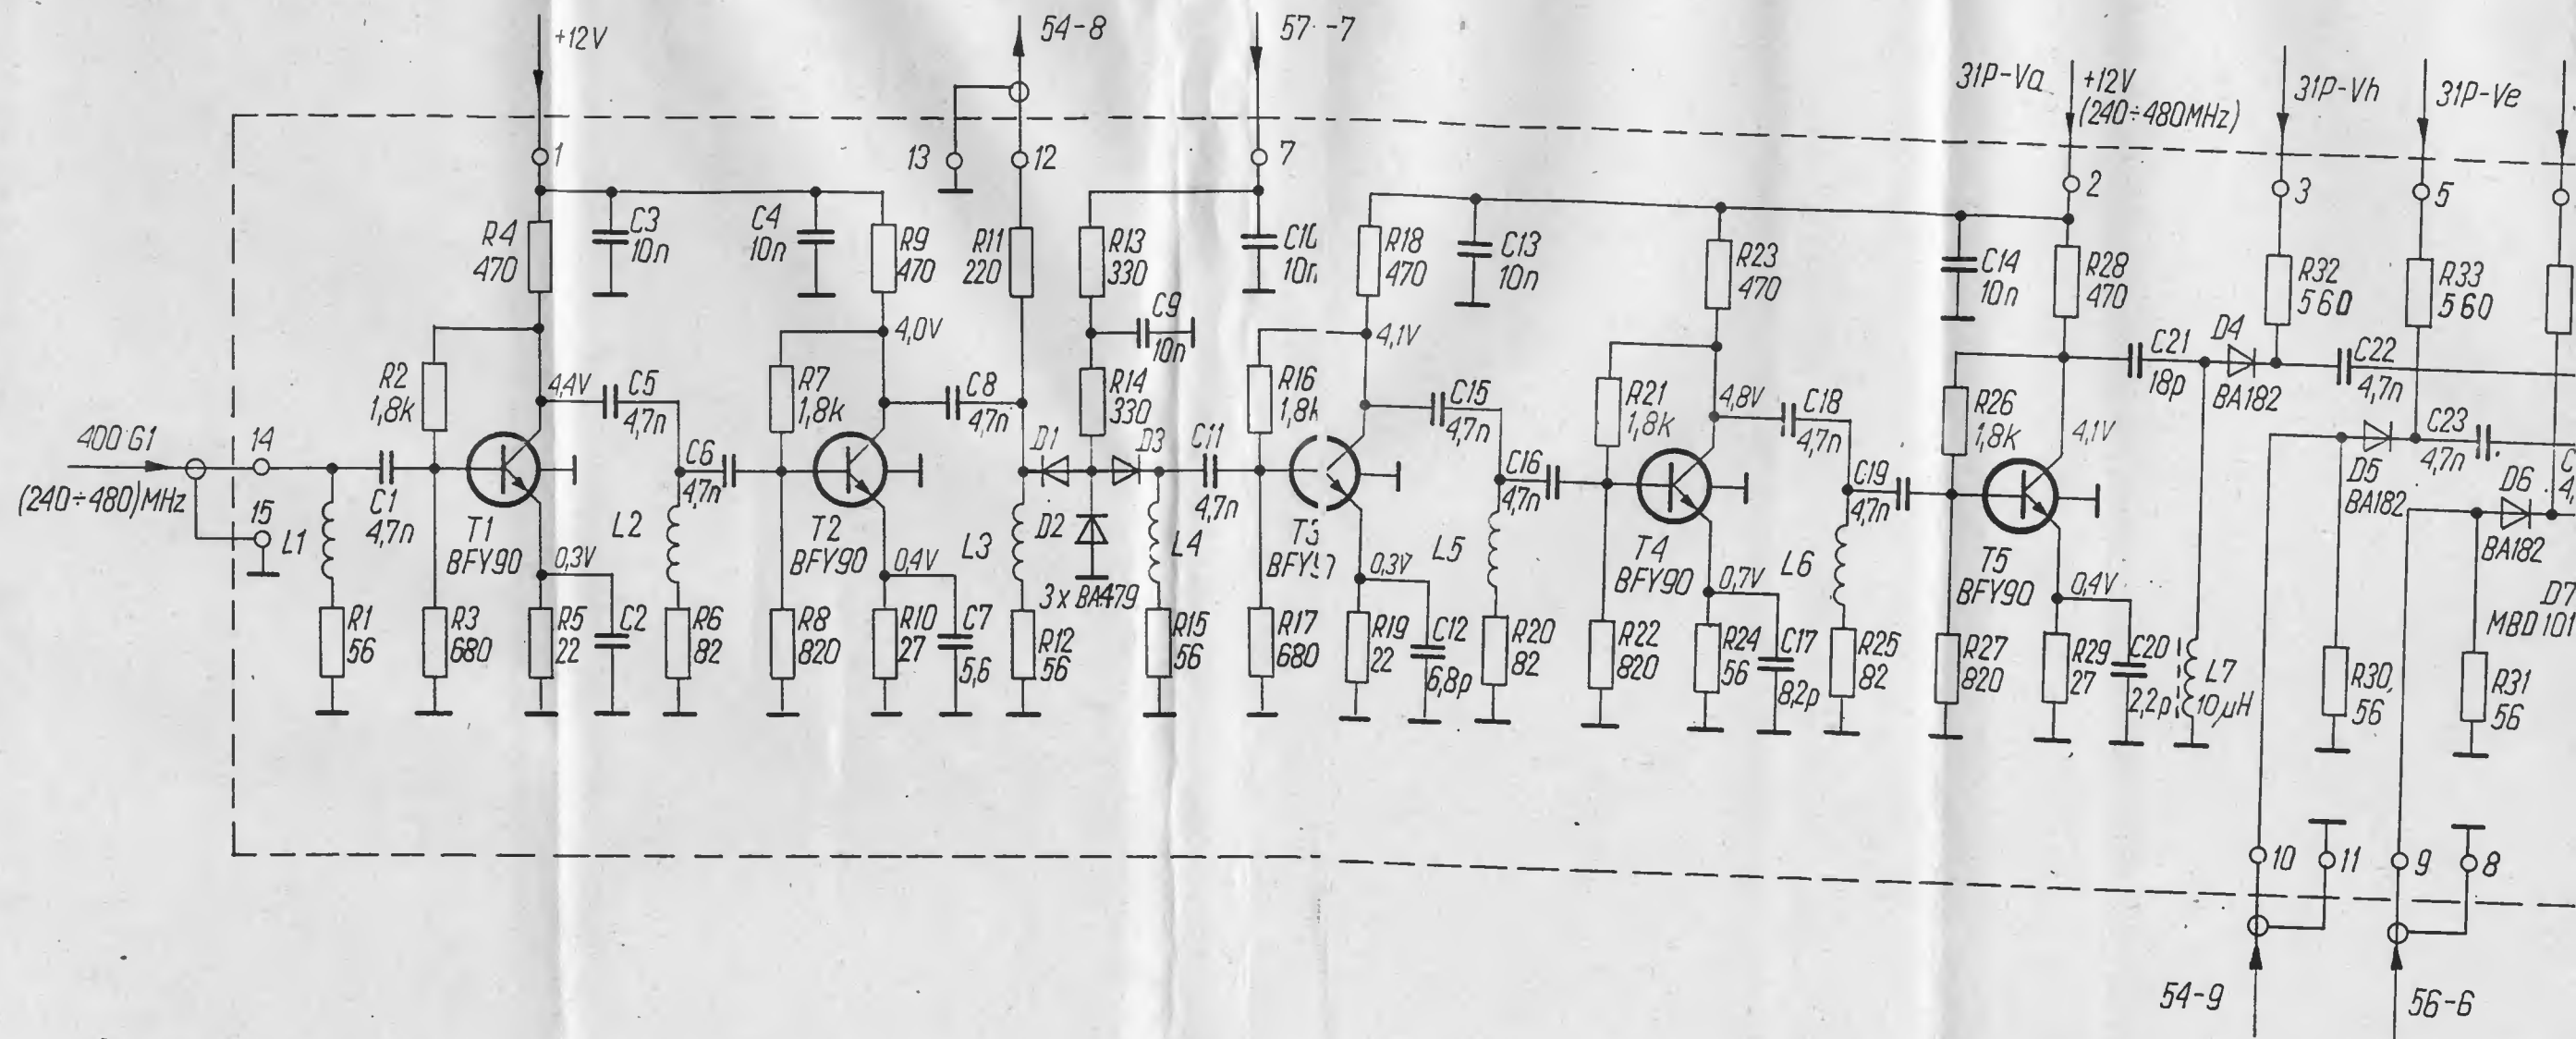 +12V
54-8
57-7
31P-Va
+12V
(240÷480MHz)
31P-Vh
31P-Ve
1
13
12
7
2
3
5
R4
470
C3
10n
C4
10n
R9
470
R11
220
R13
330
C10
R18
470
C13
10n
R23
470
C14
10n
R28
470
R32
560
R33
560
C9
10n
4,0V
4,1V
R2
1,8k
4,4V
C5
4,7n
R7
1,8k
C8
4,7n
R14
330
R16
C15
4,7n
R21
1,8k
4,8V
C18
4,7n
R26
1,8k
4,1V
C21
18p
D4
BA182
C22
4,7n
C23
4,7n
400 G1
(240÷480)MHz
14
15
L1
C1
4,7n
T1
BFY90
0,3V
L2
C6
4,7n
T2
BFY90
0,4V
L3
D1
D2
D3
3 x BA479
L4
C11
4,7n
T3
0,3V
L5
C16
47n
T4
BFY90
0,7V
L6
C19
4,7n
T5
BFY90
0,4V
D5
BA182
D6
BA182
D7
MBD 101
R1
56
R3
680
R5
22
C2
R6
82
R8
820
R10
27
C7
5,6
R12
56
R15
56
R17
680
R19
22
C12
6,8p
R20
82
R22
820
R24
56
C17
8,2p
R25
82
R27
820
R29
27
C20
2,2p
L7
10μH
R30
56
R31
56
10
11
9
8
54-9
56-6